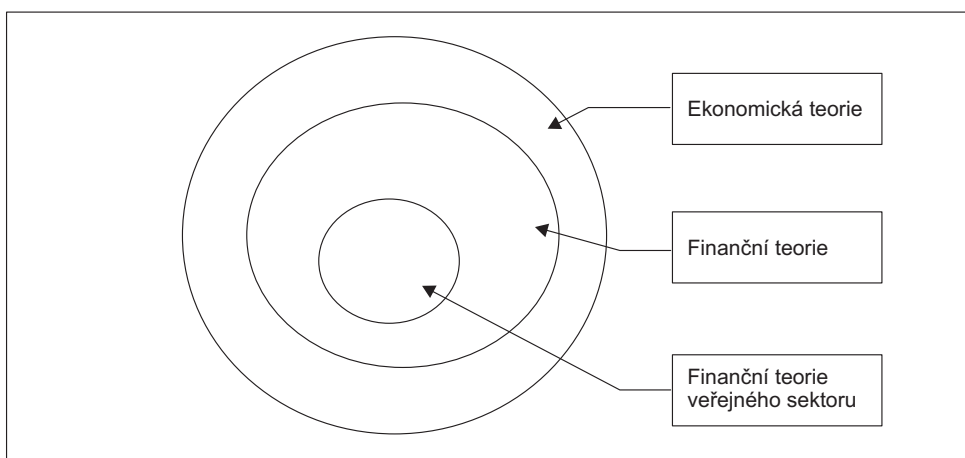 Ekonomická teorie
Finanční teorie
Finanční teorie
veřejného sektoru